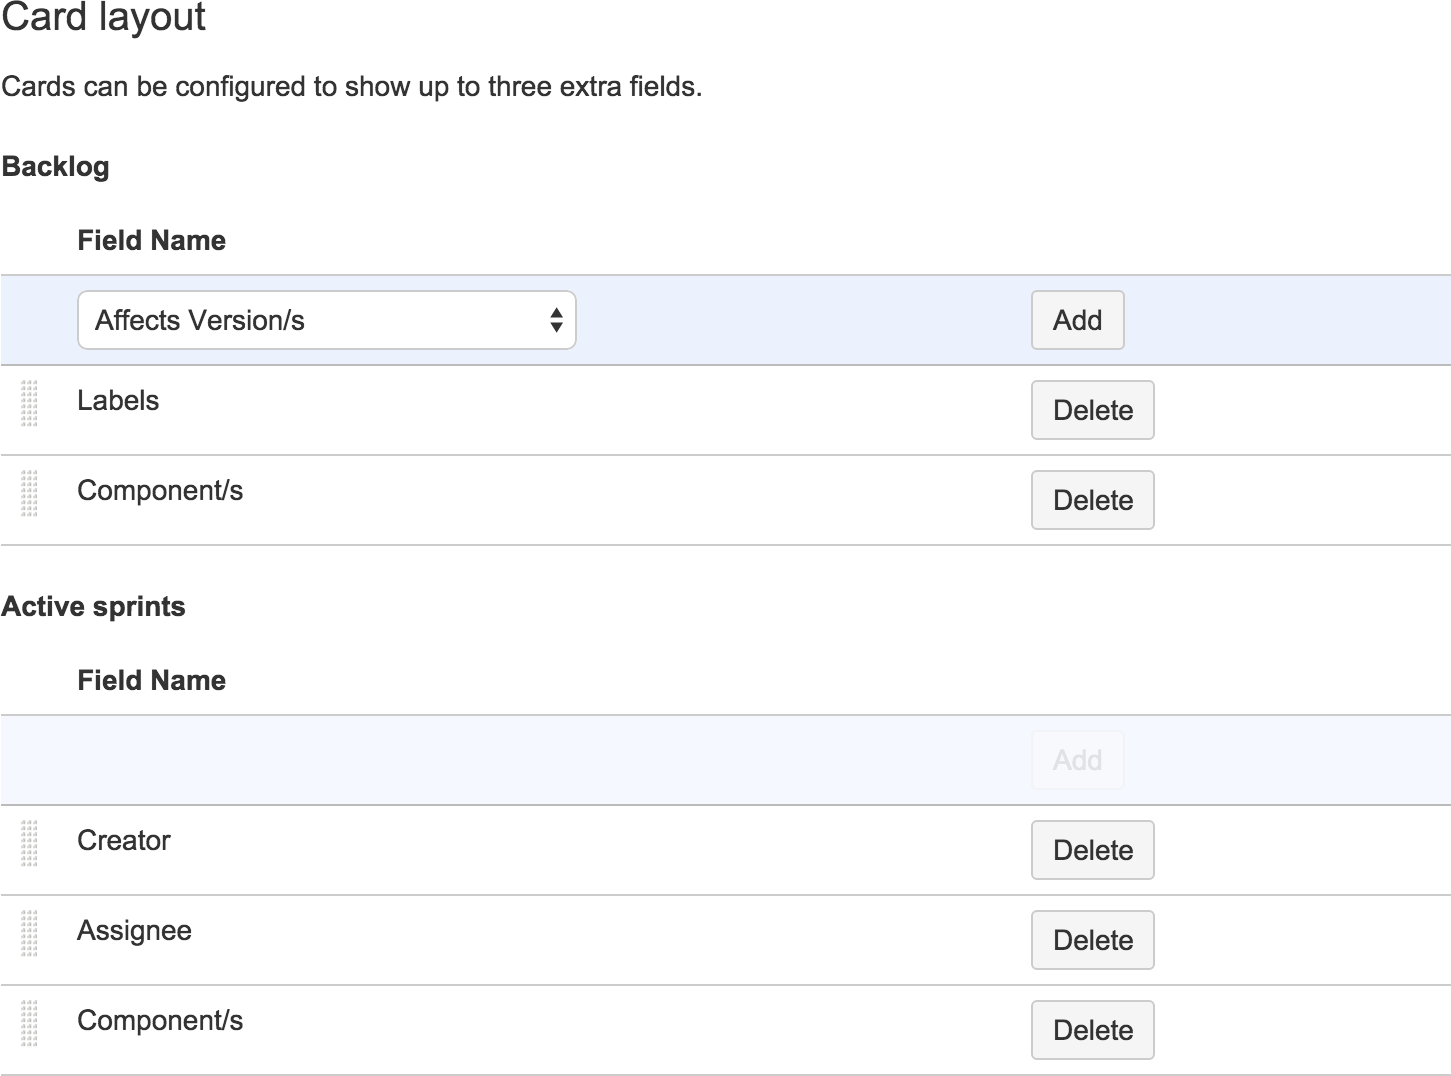 Card layout
Cards can be configured to show up to three extra fields.
Backlog
Field Name
Affects Version/s Add
Labels Delete
Component/s Delete
Active sprints
Field Name
Add
Creator Delete
Assignee Delete
Component/s Delete